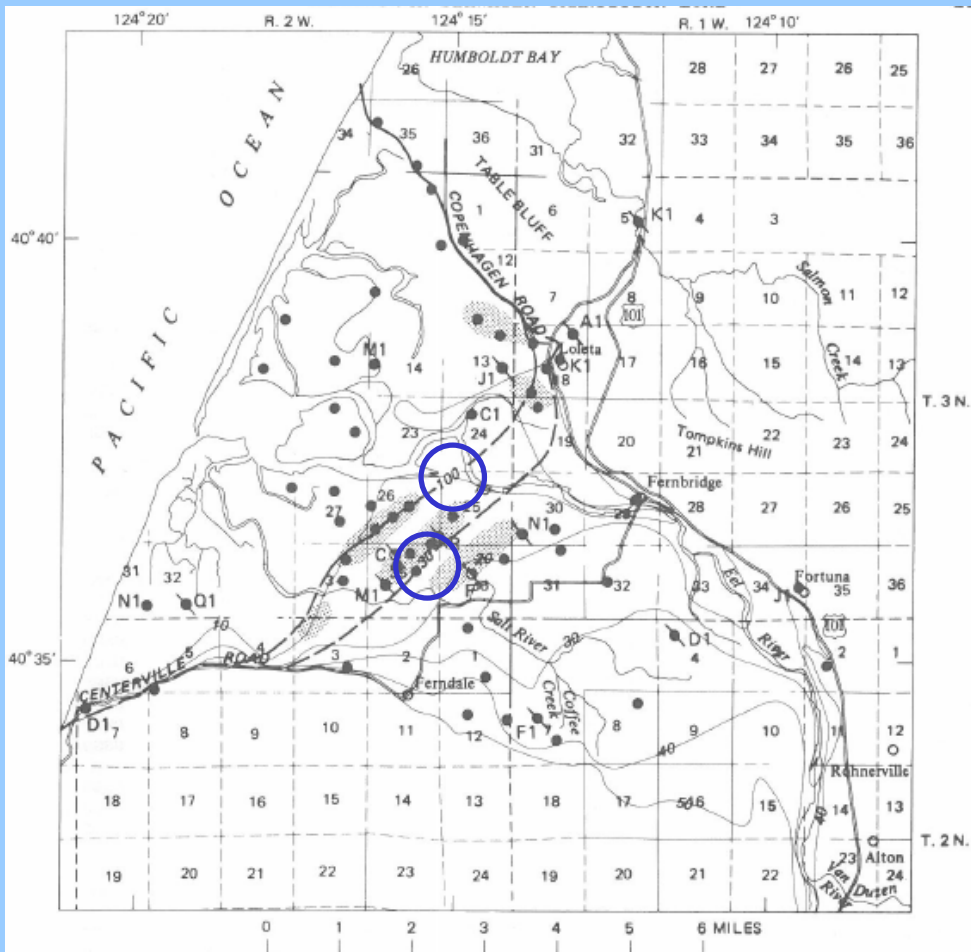 124°20' R. 2 W. 124°15' R. 1 W. 124°10'
HUMBOLDT BAY
26 28 27 26 25
34 35 36 31 32 33 34 35 36
TABLE BLUFF
PACIFIC OCEAN
COPENHAGEN ROAD
1 6 5 K1 4 3
40°40'
12 7 8 9 10 11 12
Salmon Creek
101
A1
Loleta
M1 14 13 J1 18 K1 17 16 15 14 13
T. 3 N.
C1
23 24 19 20 21 22 23 24
Tompkins Hill
100
Fernbridge
27 26 25 30 29 28 27 26 25
N1
C
30
31 32 31 32 33 34 35 36
N1 Q1 M1
Eel River
Fortuna
J1
101
10
Salt River
30
D1
40°35'
6 5 4 3 2 1 4 2 1
CENTERVILLE ROAD
Ferndale
Coffee Creek
D1
7 8 9 10 11 12 F1 7 8 9 10 11 12
40
Rohnerville
50
18 17 16 15 14 13 18 17 16 15 14 13
T. 2 N.
19 20 21 22 23 24 19 20 21 22 23 24
Alton
Van Duzen River
0 1 2 3 4 5 6 MILES